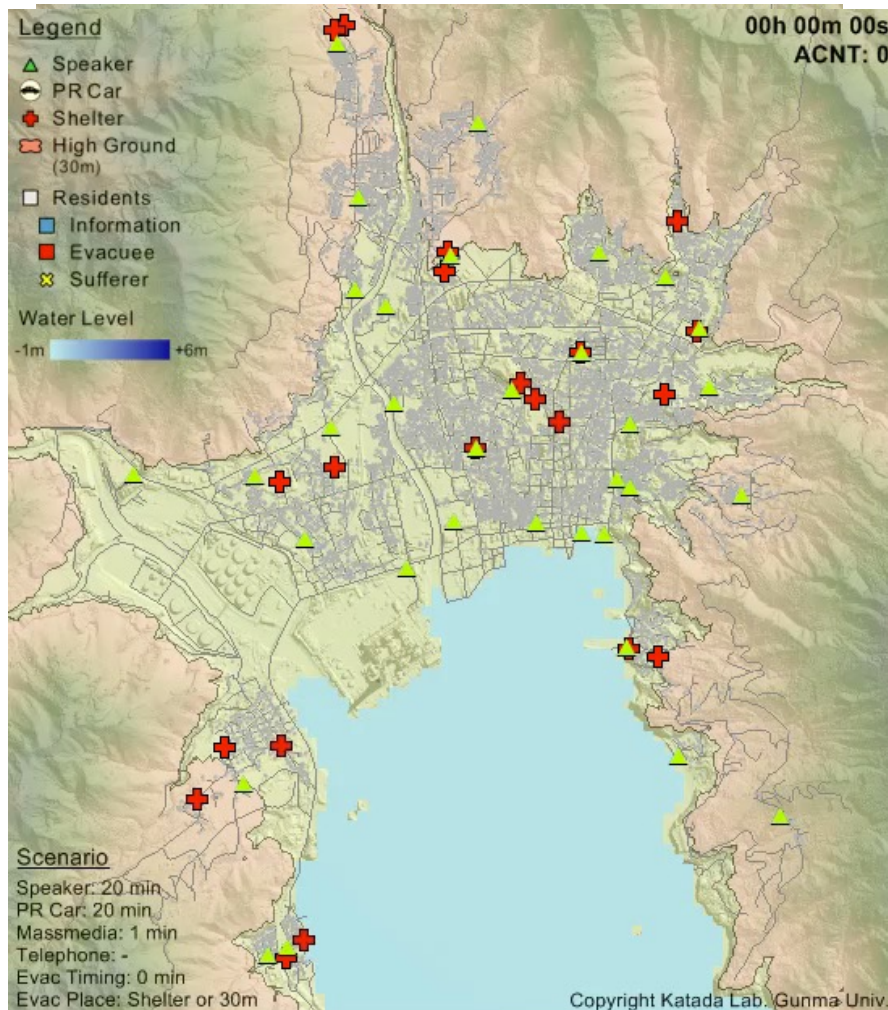 Legend
00h 00m 00s
ACNT: 0
Speaker
PR Car
Shelter
High Ground
(30m)
Residents
Information
Evacuee
Sufferer
Water Level
-1m +6m
Scenario
Speaker: 20 min
PR Car: 20 min
Massmedia: 1 min
Telephone: -
Evac Timing: 0 min
Evac Place: Shelter or 30m
Copyright Katada Lab. Gunma Univ.